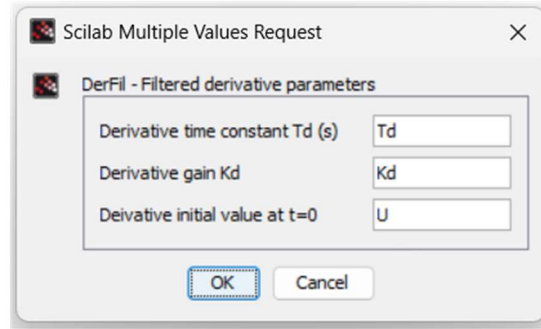 Scilab Multiple Values Request
DerFil - Filtered derivative parameters
Derivative time constant Td (s) Td
Derivative gain Kd Kd
Deivative initial value at t=0 U
OK Cancel